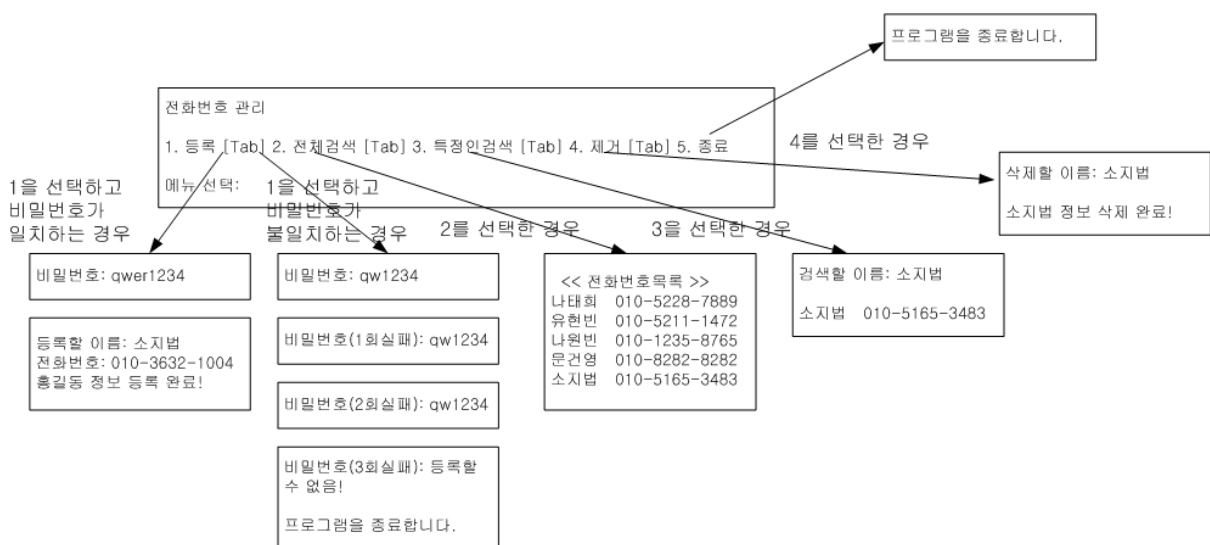 프로그램을 종료합니다.
전화번호 관리
1. 등록 [Tab] 2. 전체검색 [Tab] 3. 특정인검색 [Tab] 4. 제거 [Tab] 5. 종료
메뉴 선택:
4를 선택한 경우
삭제할 이름: 소지법
소지법 정보 삭제 완료!
1을 선택하고
비밀번호가
일치하는 경우
1을 선택하고
비밀번호가
불일치하는 경우
2를 선택한 경우
3을 선택한 경우
비밀번호: qwer1234
등록할 이름: 소지법
전화번호: 010-3632-1004
홍길동 정보 등록 완료!
비밀번호: qw1234
비밀번호(1회실패): qw1234
비밀번호(2회실패): qw1234
비밀번호(3회실패): 등록할
수 없음!
프로그램을 종료합니다.
<< 전화번호목록 >>
나태희 010-5228-7889
유현빈 010-5211-1472
나원빈 010-1235-8765
문건영 010-8282-8282
소지법 010-5165-3483
검색할 이름: 소지법
소지법 010-5165-3483